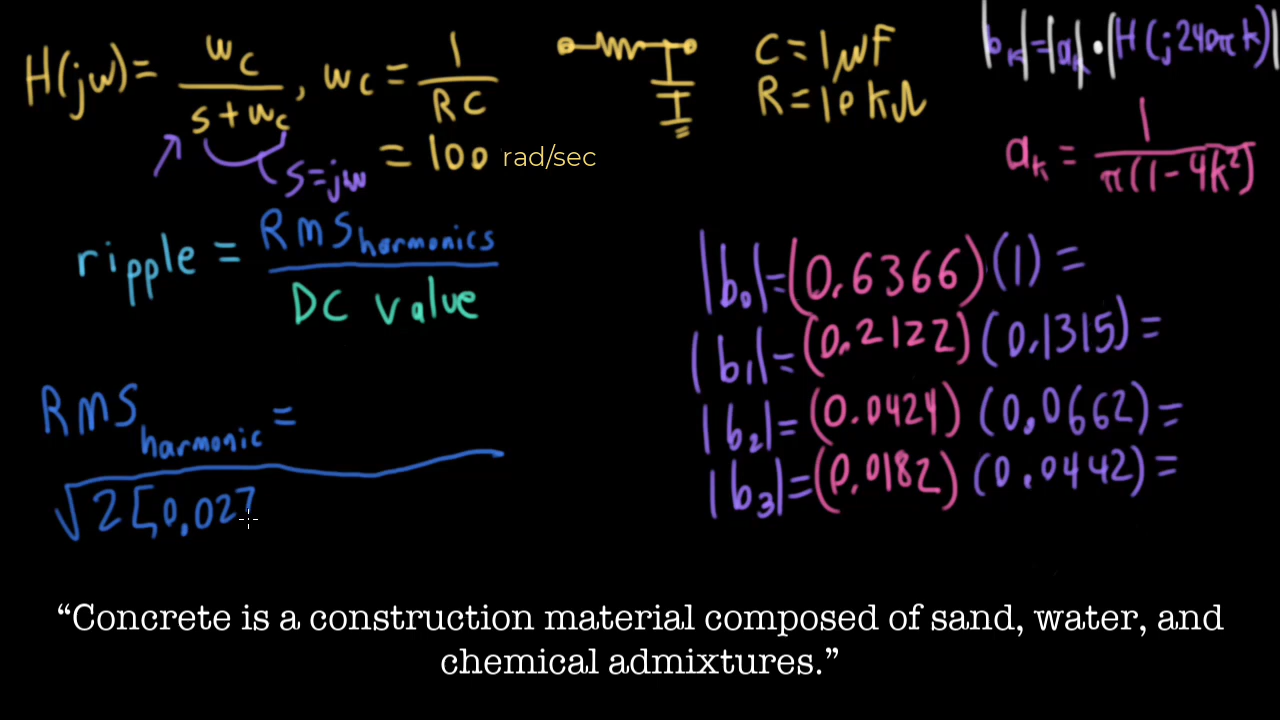 H(jω)= ωc / s+ωc , ωc = 1 / RC
= 100 rad/sec
s=jω
C = 1μF
R = 10 kΩ
|bk|=|ak|·|H(j240πk)|
ak = 1 / π(1-4k²)
ripple = Rms harmonics / DC value
|b0|=(0.6366)(1)=
|b1|=(0.2122)(0.1315)=
|b2|=(0.0424)(0.0662)=
|b3|=(0.0182)(0.0442)=
Rms harmonic =
√2[0.027
“Concrete is a construction material composed of sand, water, and
chemical admixtures.”